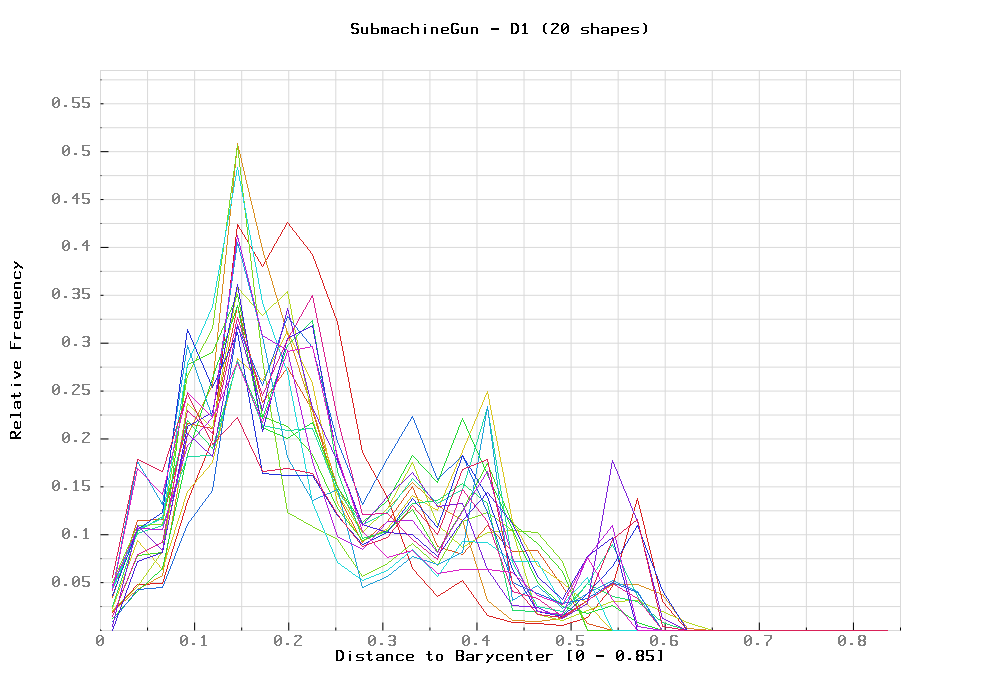 SubmachineGun - D1 (20 shapes)
0.55
0.5
0.45
0.4
0.35
0.3
0.25
0.2
0.15
0.1
0.05
Relative Frequency
0 0.1 0.2 0.3 0.4 0.5 0.6 0.7 0.8
Distance to Barycenter [0 - 0.85]